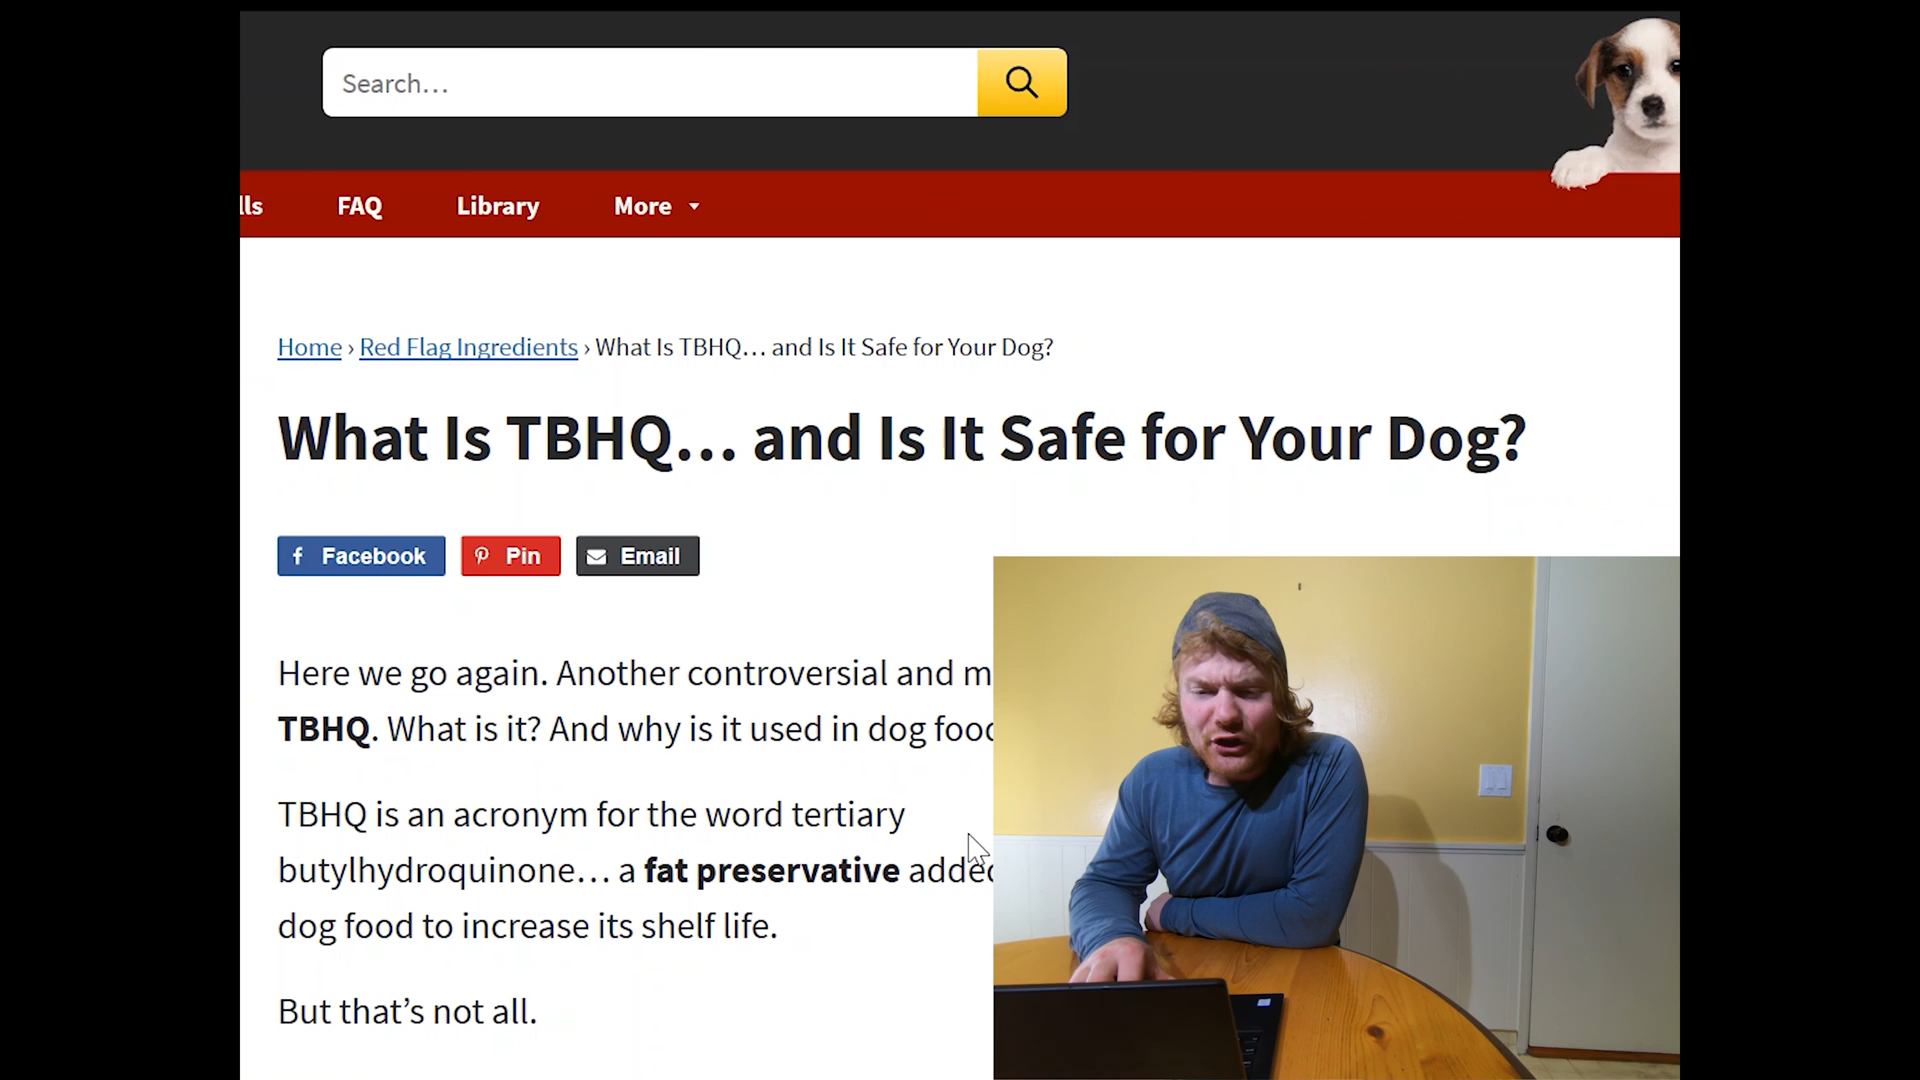 Search…
lls FAQ Library More
Home › Red Flag Ingredients › What Is TBHQ… and Is It Safe for Your Dog?
What Is TBHQ… and Is It Safe for Your Dog?
Facebook Pin Email
Here we go again. Another controversial and m
TBHQ. What is it? And why is it used in dog food
TBHQ is an acronym for the word tertiary
butylhydroquinone… a fat preservative added
dog food to increase its shelf life.
But that’s not all.